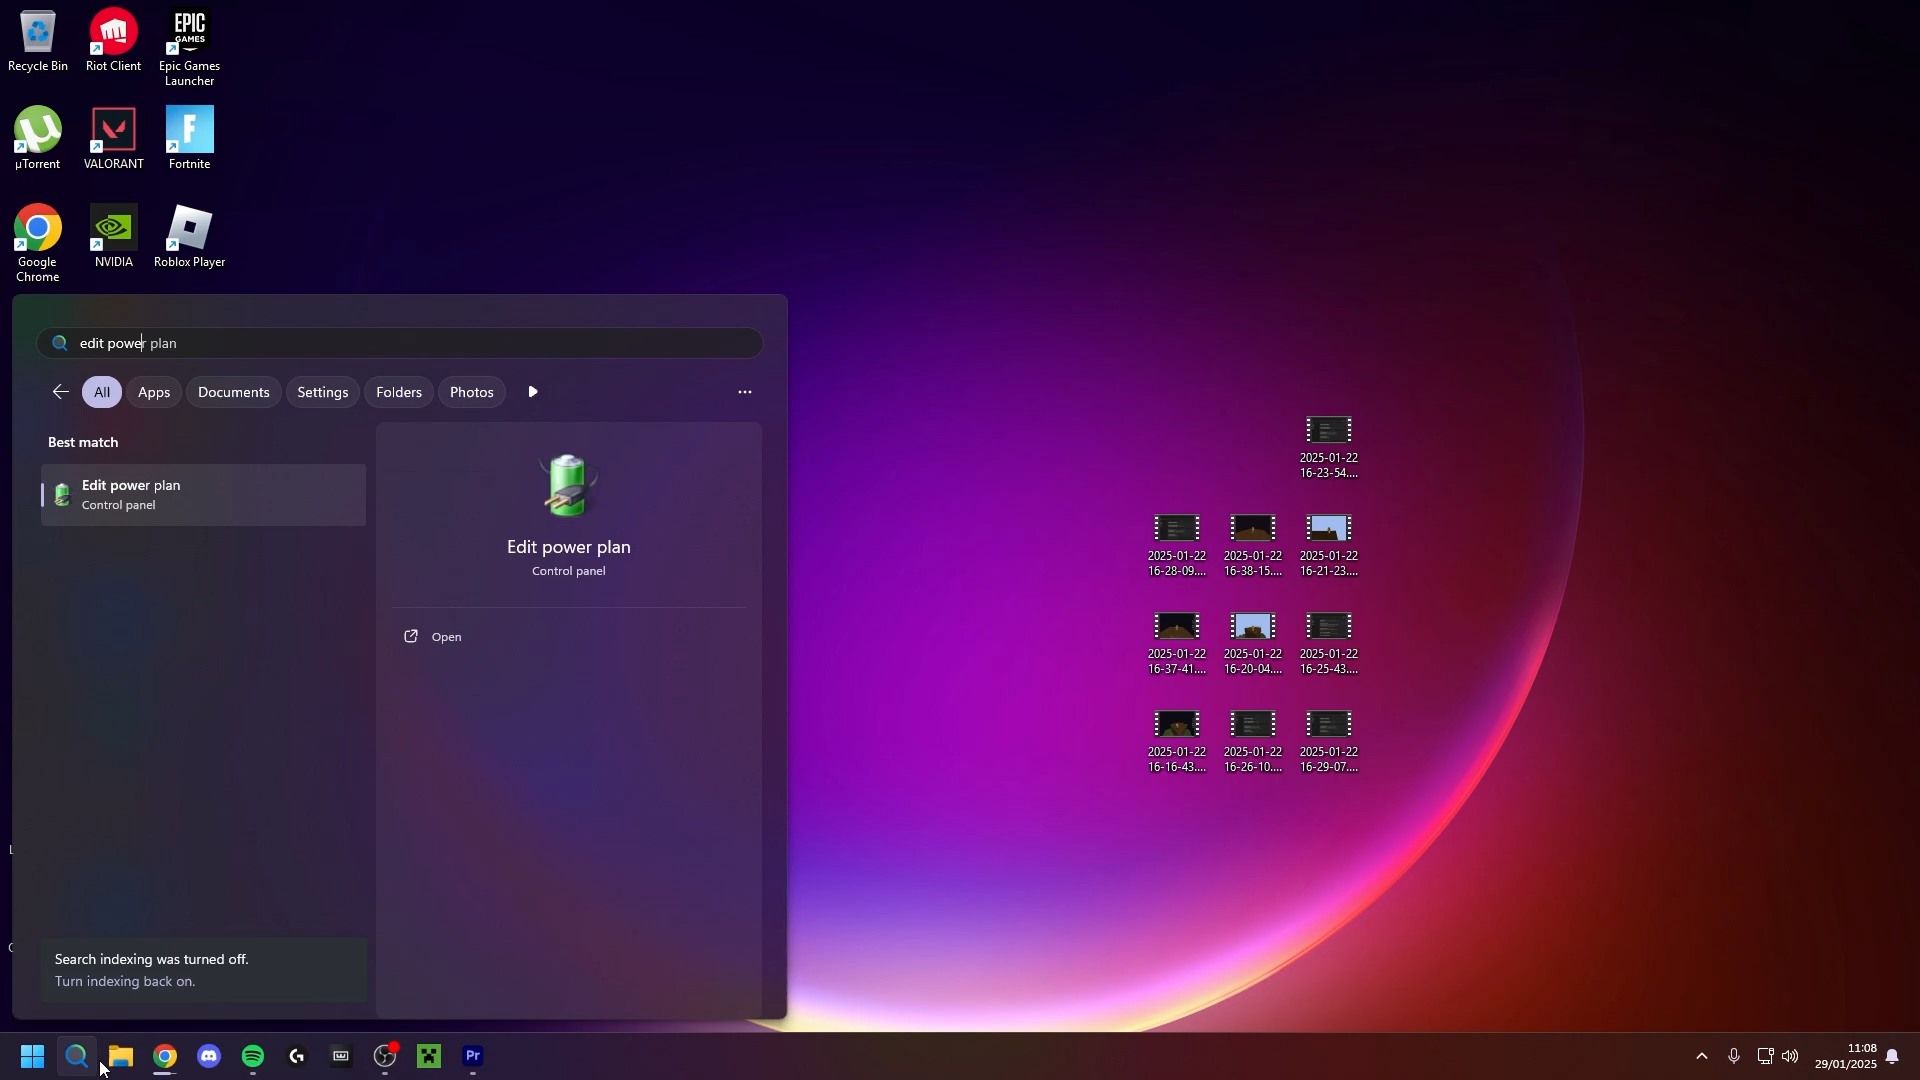 Recycle Bin
Riot Client
EPIC
GAMES
Epic Games
Launcher
µTorrent
VALORANT
Fortnite
Google
Chrome
NVIDIA
Roblox Player
edit power plan
All
Apps
Documents
Settings
Folders
Photos
Best match
Edit power plan
Control panel
Edit power plan
Control panel
Open
Search indexing was turned off.
Turn indexing back on.
2025-01-22
16-23-54....
2025-01-22
16-28-09....
2025-01-22
16-38-15....
2025-01-22
16-21-23....
2025-01-22
16-37-41....
2025-01-22
16-20-04....
2025-01-22
16-25-43....
2025-01-22
16-16-43....
2025-01-22
16-26-10....
2025-01-22
16-29-07....
Pr
11:08
29/01/2025